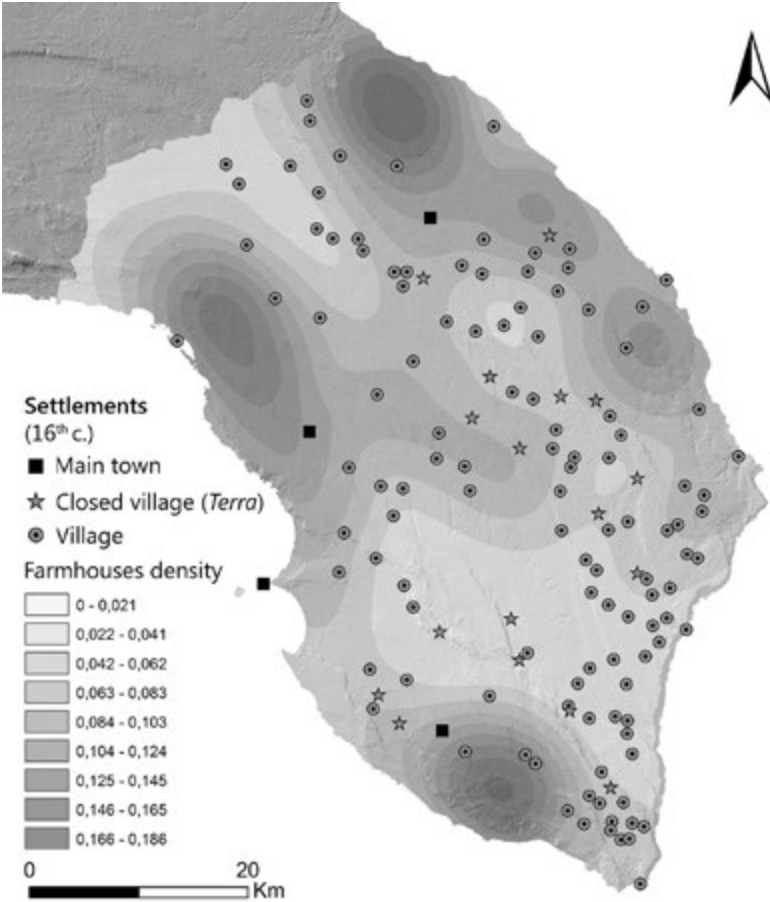 Settlements
(16th c.)
Main town
Closed village (Terra)
Village
Farmhouses density
0 - 0,021
0,022 - 0,041
0,042 - 0,062
0,063 - 0,083
0,084 - 0,103
0,104 - 0,124
0,125 - 0,145
0,146 - 0,165
0,166 - 0,186
0 20
Km